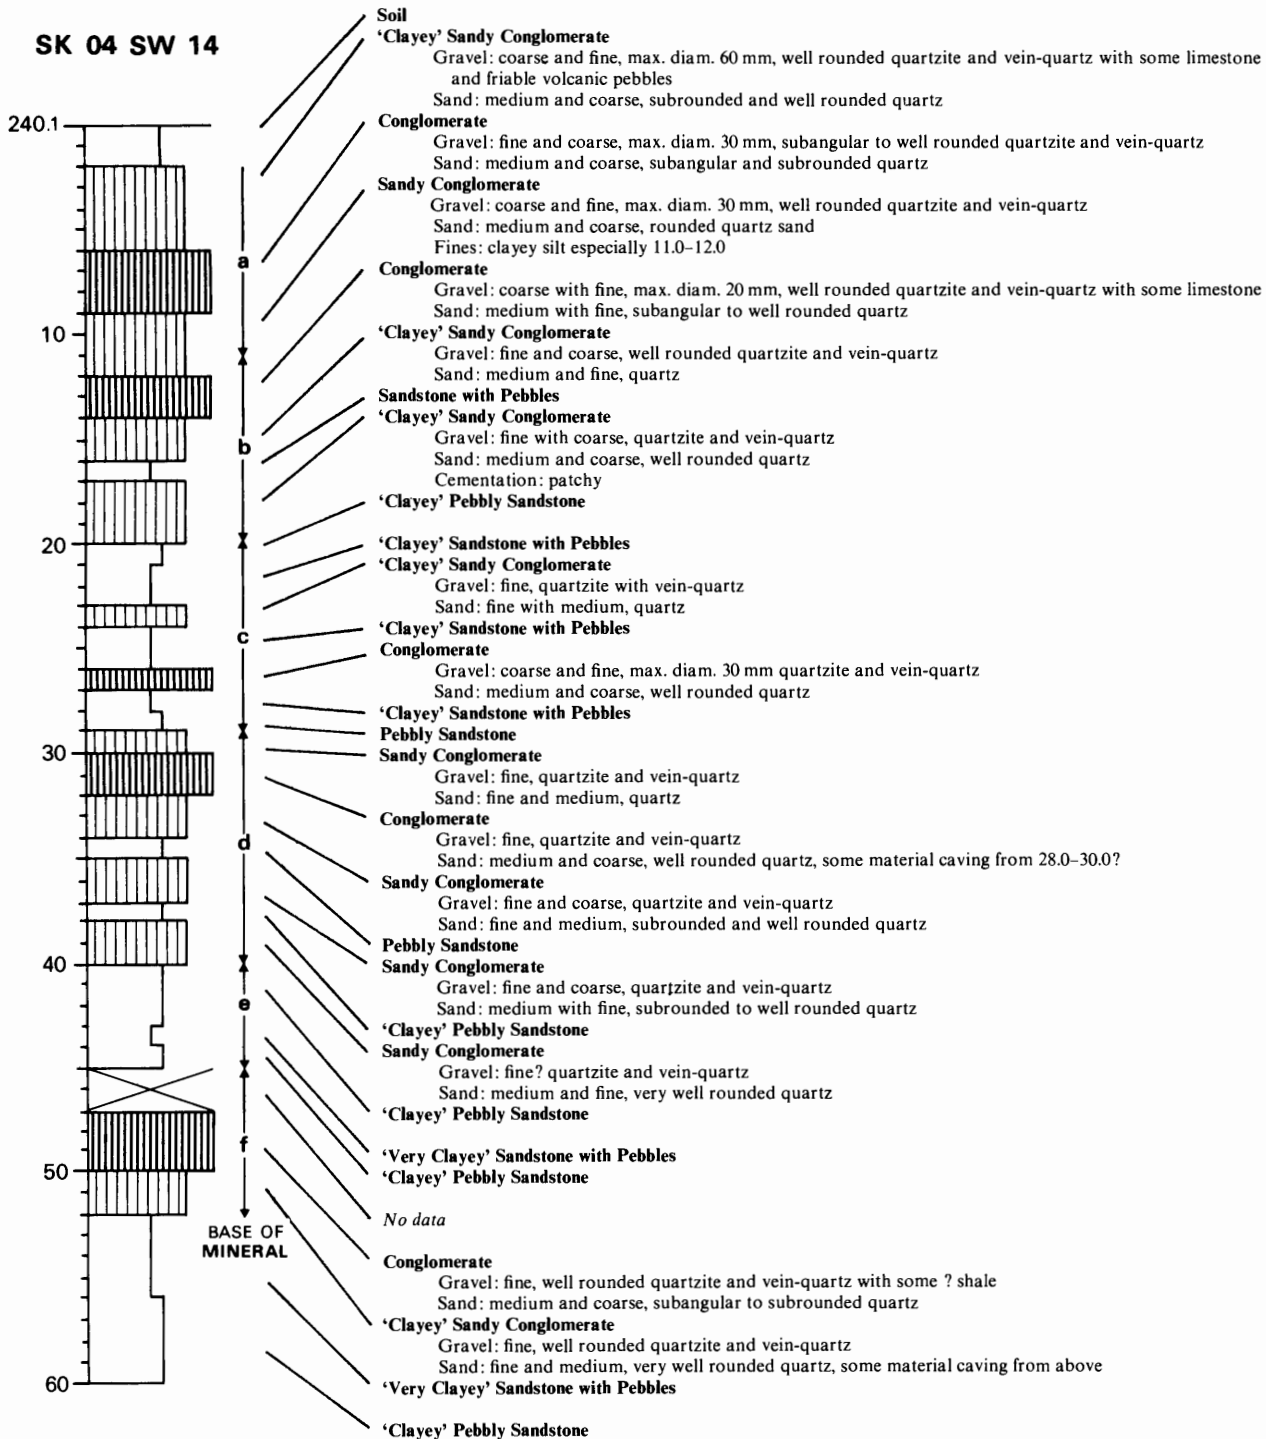 SK 04 SW 14
240.1
10
20
30
40
50
60
a
b
c
d
e
f
BASE OF
MINERAL
Soil
‘Clayey’ Sandy Conglomerate
Gravel: coarse and fine, max. diam. 60 mm, well rounded quartzite and vein-quartz with some limestone
and friable volcanic pebbles
Sand: medium and coarse, subrounded and well rounded quartz
Conglomerate
Gravel: fine and coarse, max. diam. 30 mm, subangular to well rounded quartzite and vein-quartz
Sand: medium and coarse, subangular and subrounded quartz
Sandy Conglomerate
Gravel: coarse and fine, max. diam. 30 mm, well rounded quartzite and vein-quartz
Sand: medium and coarse, rounded quartz sand
Fines: clayey silt especially 11.0–12.0
Conglomerate
Gravel: coarse with fine, max. diam. 20 mm, well rounded quartzite and vein-quartz with some limestone
Sand: medium with fine, subangular to well rounded quartz
‘Clayey’ Sandy Conglomerate
Gravel: fine and coarse, well rounded quartzite and vein-quartz
Sand: medium and fine, quartz
Sandstone with Pebbles
‘Clayey’ Sandy Conglomerate
Gravel: fine with coarse, quartzite and vein-quartz
Sand: medium and coarse, well rounded quartz
Cementation: patchy
‘Clayey’ Pebbly Sandstone
‘Clayey’ Sandstone with Pebbles
‘Clayey’ Sandy Conglomerate
Gravel: fine, quartzite with vein-quartz
Sand: fine with medium, quartz
‘Clayey’ Sandstone with Pebbles
Conglomerate
Gravel: coarse and fine, max. diam. 30 mm quartzite and vein-quartz
Sand: medium and coarse, well rounded quartz
‘Clayey’ Sandstone with Pebbles
Pebbly Sandstone
Sandy Conglomerate
Gravel: fine, quartzite and vein-quartz
Sand: fine and medium, quartz
Conglomerate
Gravel: fine, quartzite and vein-quartz
Sand: medium and coarse, well rounded quartz, some material caving from 28.0–30.0?
Sandy Conglomerate
Gravel: fine and coarse, quartzite and vein-quartz
Sand: fine and medium, subrounded and well rounded quartz
Pebbly Sandstone
Sandy Conglomerate
Gravel: fine and coarse, quartzite and vein-quartz
Sand: medium with fine, subrounded to well rounded quartz
‘Clayey’ Pebbly Sandstone
Sandy Conglomerate
Gravel: fine? quartzite and vein-quartz
Sand: medium and fine, very well rounded quartz
‘Clayey’ Pebbly Sandstone
‘Very Clayey’ Sandstone with Pebbles
‘Clayey’ Pebbly Sandstone
No data
Conglomerate
Gravel: fine, well rounded quartzite and vein-quartz with some ? shale
Sand: medium and coarse, subangular to subrounded quartz
‘Clayey’ Sandy Conglomerate
Gravel: fine, well rounded quartzite and vein-quartz
Sand: fine and medium, very well rounded quartz, some material caving from above
‘Very Clayey’ Sandstone with Pebbles
‘Clayey’ Pebbly Sandstone